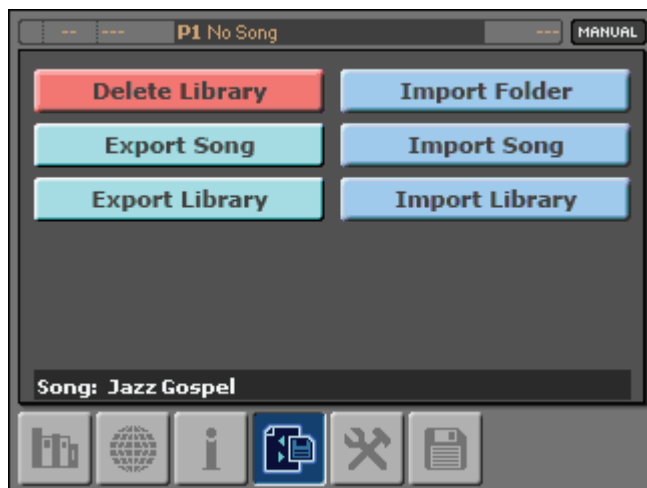 -- --- P1 No Song --- MANUAL
Delete Library Import Folder
Export Song Import Song
Export Library Import Library
Song: Jazz Gospel